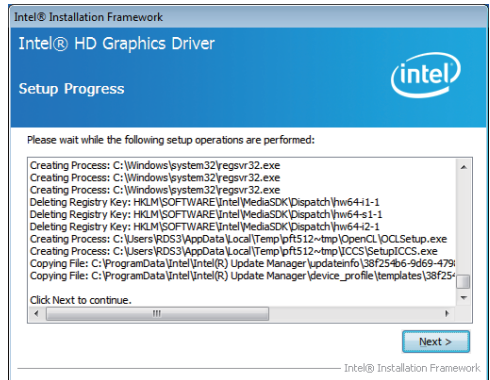 Intel® Installation Framework
Intel® HD Graphics Driver
intel
Setup Progress
Please wait while the following setup operations are performed:
Creating Process: C:\Windows\system32\regsvr32.exe
Creating Process: C:\Windows\system32\regsvr32.exe
Creating Process: C:\Windows\system32\regsvr32.exe
Deleting Registry Key: HKLM\SOFTWARE\Intel\MediaSDK\Dispatch\hw64-i1-1
Deleting Registry Key: HKLM\SOFTWARE\Intel\MediaSDK\Dispatch\hw64-s1-1
Deleting Registry Key: HKLM\SOFTWARE\Intel\MediaSDK\Dispatch\hw64-i2-1
Creating Process: C:\Users\RDS3\AppData\Local\Temp\pft512~tmp\OpenCL\OCLSetup.exe
Creating Process: C:\Users\RDS3\AppData\Local\Temp\pft512~tmp\ICCS\SetupICCS.exe
Copying File: C:\ProgramData\Intel\Intel(R) Update Manager\updateinfo\38f254b6-9d69-479
Copying File: C:\ProgramData\Intel\Intel(R) Update Manager\device_profile\templates\38f254
Click Next to continue.
Next >
Intel® Installation Framework